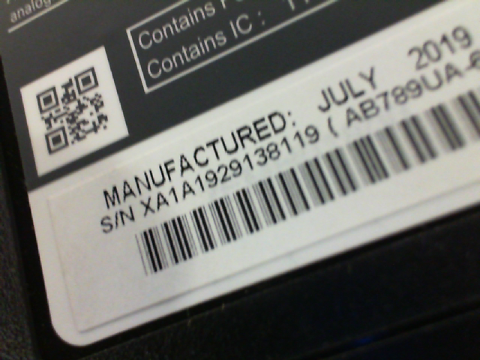 analog
Contains
Contains IC :
MANUFACTURED: JULY 2019
S/N XA1A1929138119 ( AB789UA-